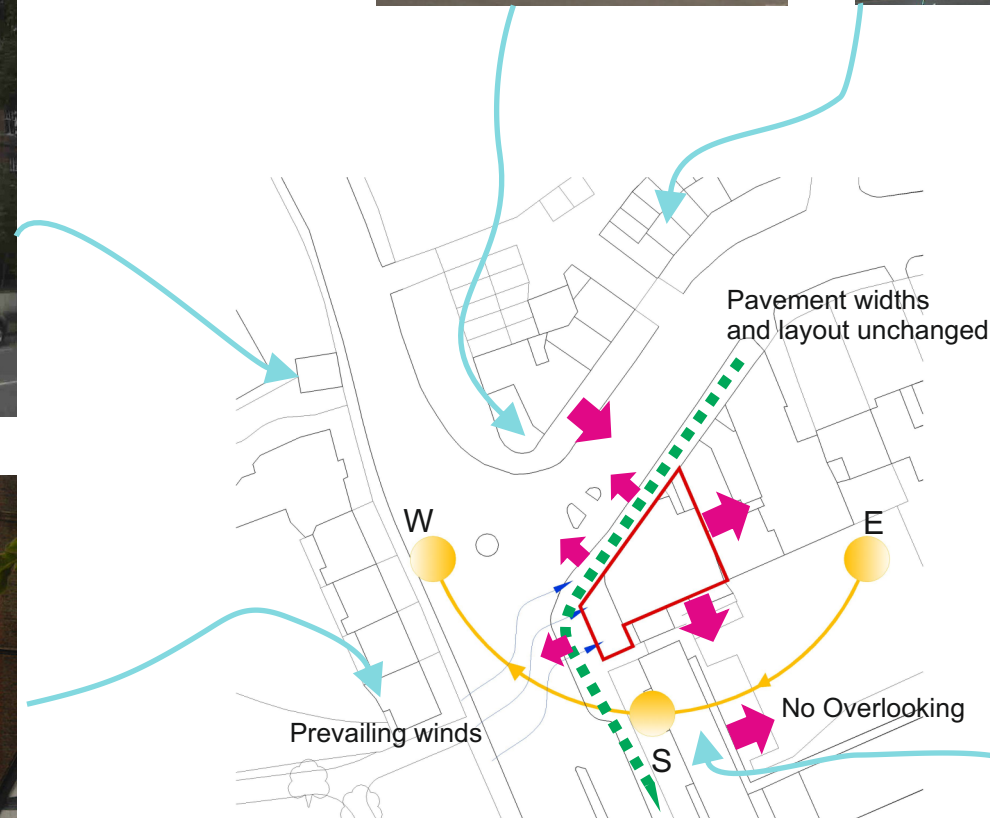 Pavement widths
and layout unchanged
W
E
No Overlooking
Prevailing winds
S